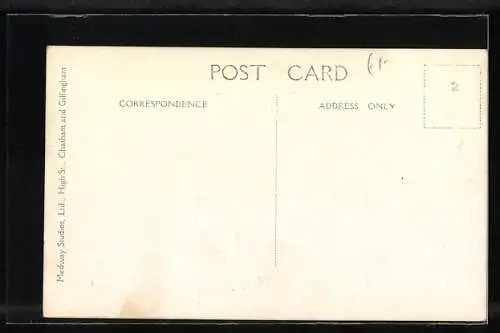 POST CARD
CORRESPONDENCE
ADDRESS ONLY
2
Medway Studios, Ltd., High St., Chatham and Gillingham